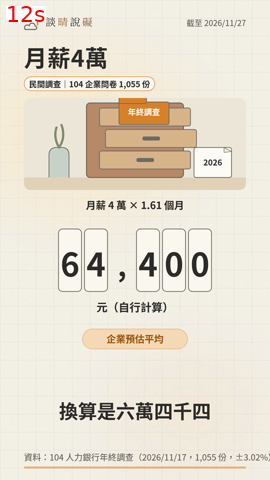 12s
談晴說礙
截至 2026/11/27
月薪4萬
民間調查｜104 企業問卷 1,055 份
年終調查
2026
月薪 4 萬 × 1.61 個月
64,400
元（自行計算）
企業預估平均
換算是六萬四千四
資料：104 人力銀行年終調查（2026/11/17，1,055 份，±3.02%）